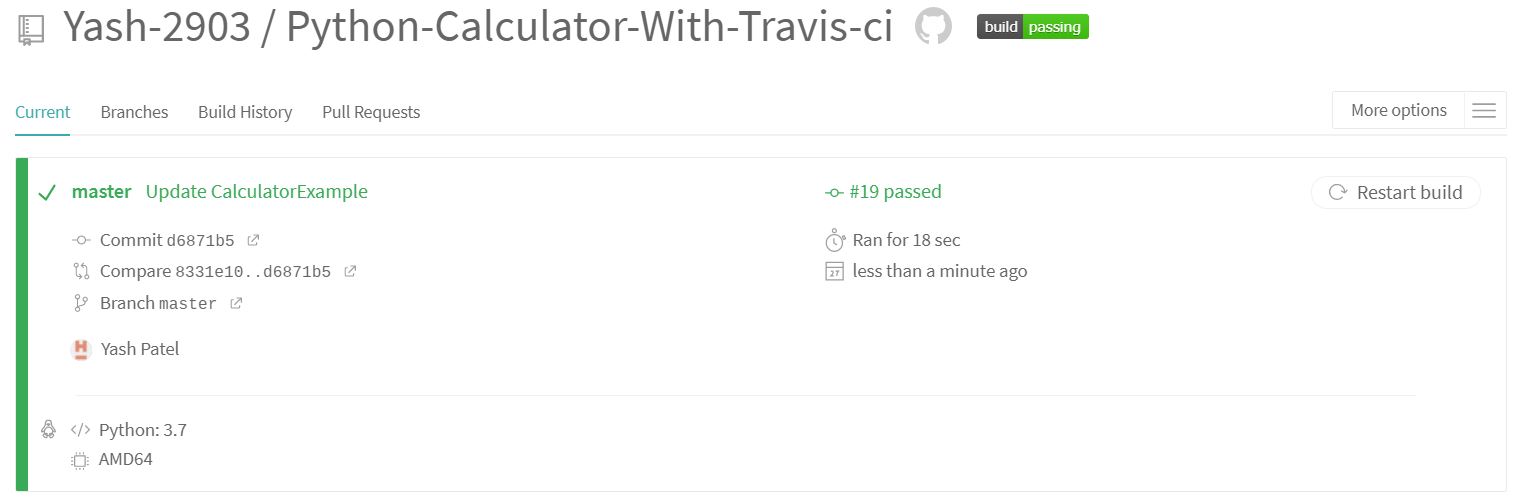 Yash-2903 / Python-Calculator-With-Travis-ci build passing
Current Branches Build History Pull Requests More options
master Update CalculatorExample #19 passed Restart build
Commit d6871b5 Ran for 18 sec
Compare 8331e10..d6871b5 27 less than a minute ago
Branch master
Yash Patel
Python: 3.7
AMD64